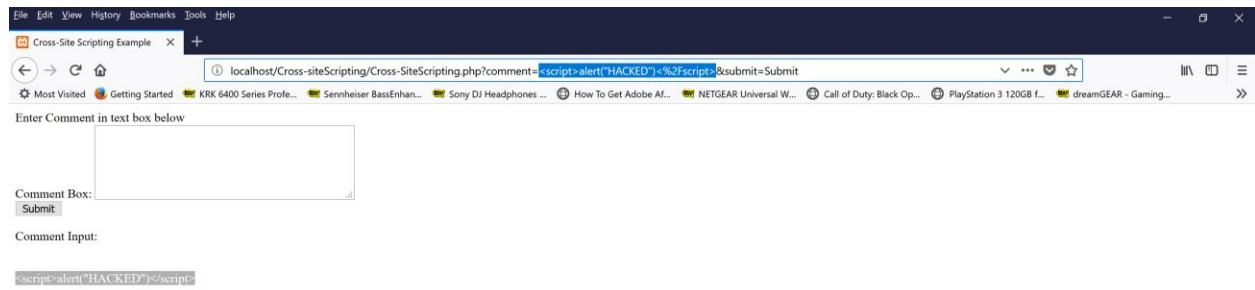 File Edit View History Bookmarks Tools Help
Cross-Site Scripting Example
localhost/Cross-siteScripting/Cross-SiteScripting.php?comment=<script>alert("HACKED")<%2Fscript>&submit=Submit
Most Visited Getting Started KRK 6400 Series Profe... Sennheiser BassEnhan... Sony DJ Headphones ... How To Get Adobe Af... NETGEAR Universal W... Call of Duty: Black Op... PlayStation 3 120GB f... dreamGEAR - Gaming...
Enter Comment in text box below
Comment Box:
Submit
Comment Input:
<script>alert("HACKED")</script>